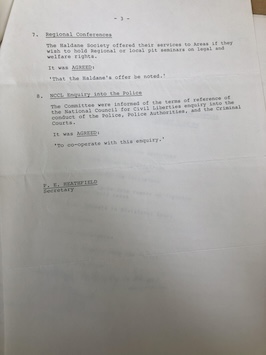 - 3 -
7. Regional Conferences
The Haldane Society offered their services to Areas if they
wish to hold Regional or local pit seminars on legal and
welfare rights.
It was AGREED:
'That the Haldane's offer be noted.'
8. NCCL Enquiry into the Police
The Committee were informed of the terms of reference of
the National Council for Civil Liberties enquiry into the
conduct of the Police, Police Authorities, and the Criminal
Courts.
It was AGREED:
'To co-operate with this enquiry.'
P. E. HEATHFIELD
Secretary